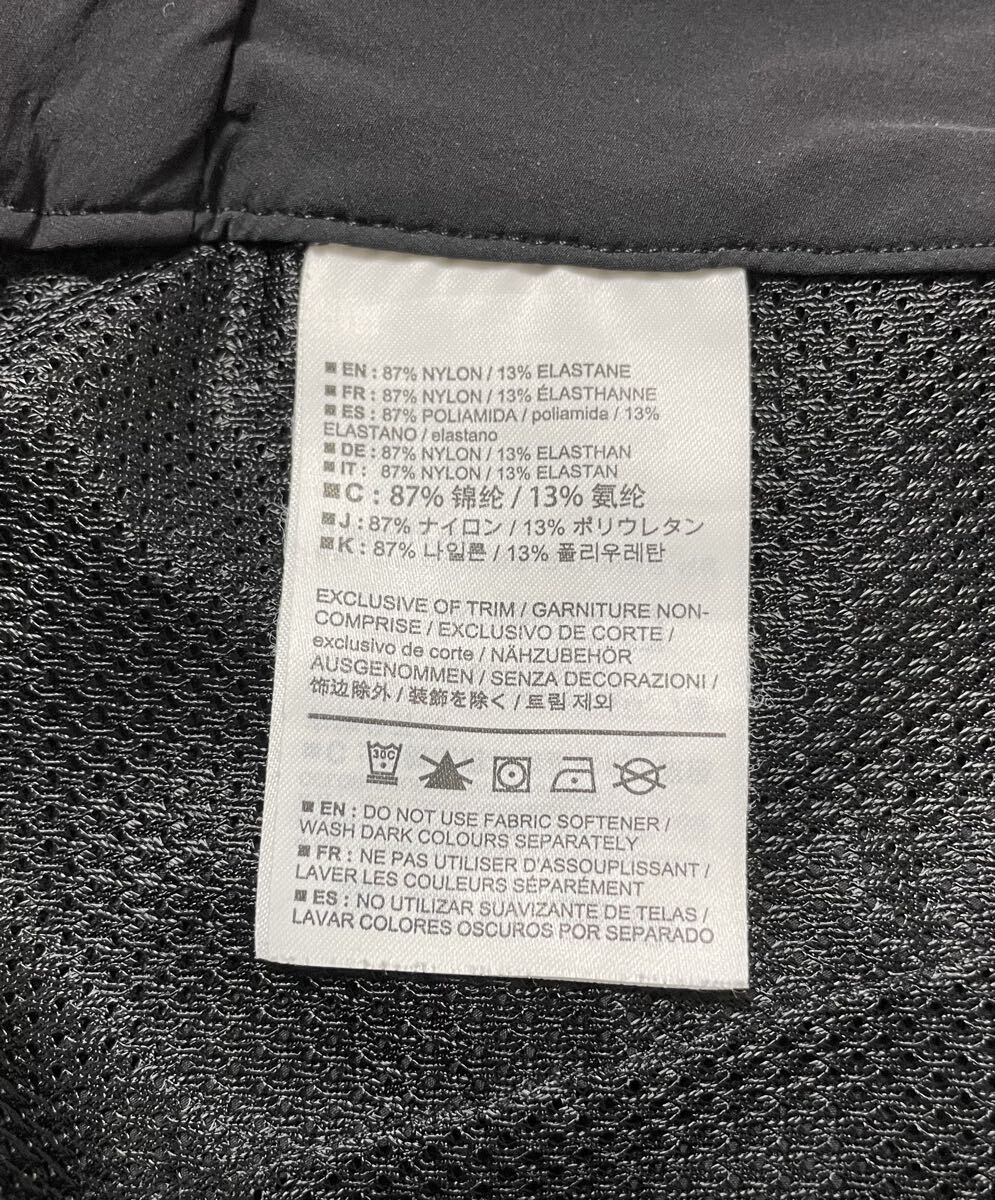 EN : 87% NYLON / 13% ELASTANE
FR : 87% NYLON / 13% ÉLASTHANNE
ES : 87% POLIAMIDA / poliamida / 13%
ELASTANO / elastano
DE : 87% NYLON / 13% ELASTHAN
IT : 87% NYLON / 13% ELASTAN
C : 87% 锦纶 / 13% 氨纶
J : 87% ナイロン / 13% ポリウレタン
K : 87% 나일론 / 13% 폴리우레탄
EXCLUSIVE OF TRIM / GARNITURE NON-
COMPRISE / EXCLUSIVO DE CORTE /
exclusivo de corte / NÄHZUBEHÖR
AUSGENOMMEN / SENZA DECORAZIONI /
饰边除外 / 装飾を除く / 트림 제외
30C
EN : DO NOT USE FABRIC SOFTENER /
WASH DARK COLOURS SEPARATELY
FR : NE PAS UTILISER D'ASSOUPLISSANT /
LAVER LES COULEURS SÉPARÉMENT
ES : NO UTILIZAR SUAVIZANTE DE TELAS /
LAVAR COLORES OSCUROS POR SEPARADO